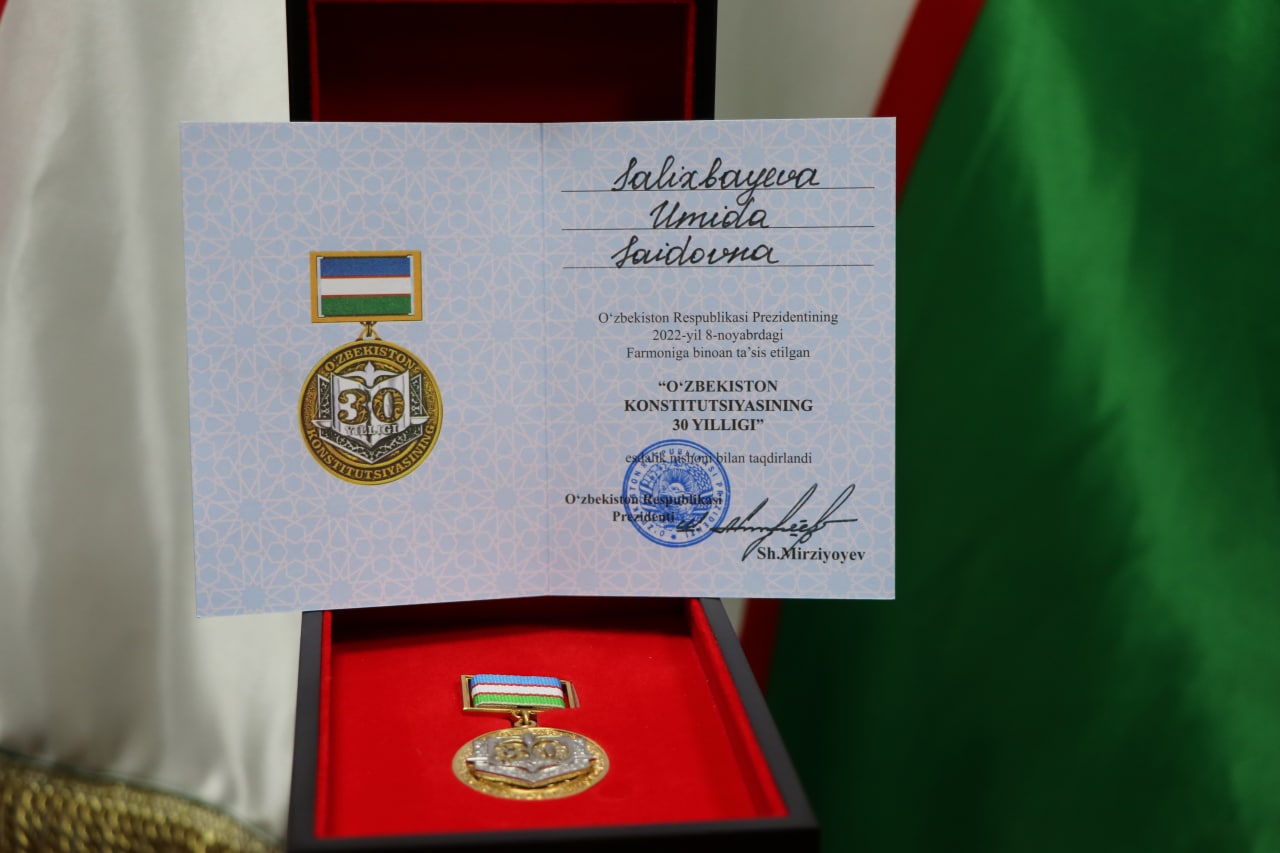 O‘ZBEKISTON
30
YILLIGI
KONSTITUTSIYASINING
Salixbayeva
Umida
Saidovna
O‘zbekiston Respublikasi Prezidentining
2022-yil 8-noyabrdagi
Farmoniga binoan ta’sis etilgan
“O‘ZBEKISTON
KONSTITUTSIYASINING
30 YILLIGI”
esdalik nishoni bilan taqdirlandi
O‘zbekiston Respublikasi
Prezidenti
Sh.Mirziyoyev
30